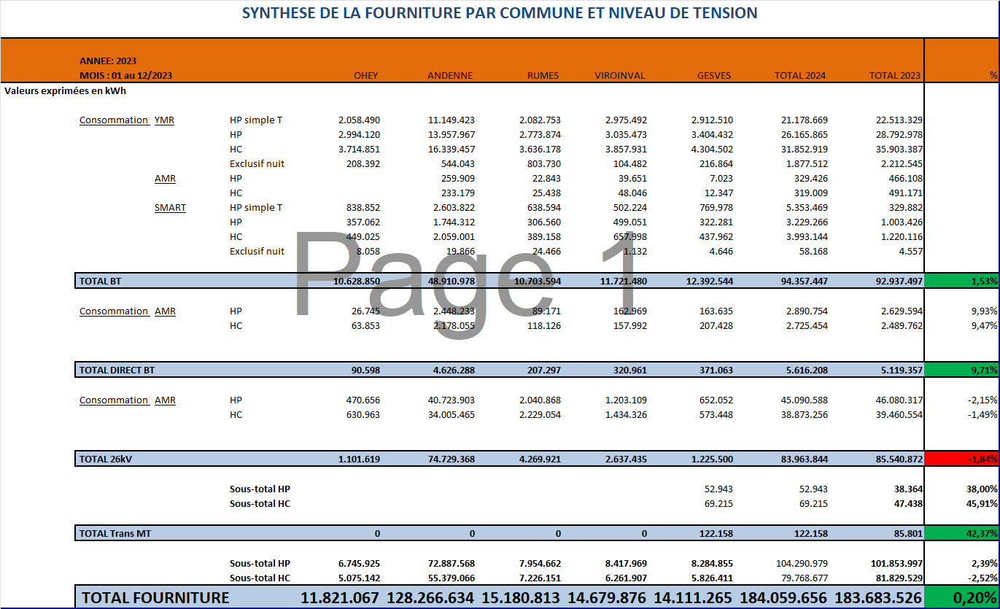 SYNTHESE DE LA FOURNITURE PAR COMMUNE ET NIVEAU DE TENSION
ANNEE: 2023
MOIS : 01 au 12/2023 OHEY ANDENNE RUMES VIROINVAL GESVES TOTAL 2024 TOTAL 2023 %
Valeurs exprimées en kWh
Consommation YMR HP simple T 2.058.490 11.149.423 2.082.753 2.975.492 2.912.510 21.178.669 22.513.329
HP 2.994.120 13.957.967 2.773.874 3.035.473 3.404.432 26.165.865 28.792.978
HC 3.714.851 16.339.457 3.636.178 3.857.931 4.304.502 31.852.919 35.903.387
Exclusif nuit 208.392 544.043 803.730 104.482 216.864 1.877.512 2.212.545
AMR HP 259.909 22.843 39.651 7.023 329.426 466.108
HC 233.179 25.438 48.046 12.347 319.009 491.171
SMART HP simple T 838.852 2.603.822 638.594 502.224 769.978 5.353.469 329.882
HP 357.062 1.744.312 306.560 499.051 322.281 3.229.266 1.003.426
HC 449.025 2.059.001 389.158 657.998 437.962 3.993.144 1.220.116
Exclusif nuit 8.058 19.866 24.466 1.132 4.646 58.168 4.557
Page 1
TOTAL BT 10.628.850 48.910.978 10.703.594 11.721.480 12.392.544 94.357.447 92.937.497 1,53%
Consommation AMR HP 26.745 2.448.233 89.171 162.969 163.635 2.890.754 2.629.594 9,93%
HC 63.853 2.178.055 118.126 157.992 207.428 2.725.454 2.489.762 9,47%
TOTAL DIRECT BT 90.598 4.626.288 207.297 320.961 371.063 5.616.208 5.119.357 9,71%
Consommation AMR HP 470.656 40.723.903 2.040.868 1.203.109 652.052 45.090.588 46.080.317 -2,15%
HC 630.963 34.005.465 2.229.054 1.434.326 573.448 38.873.256 39.460.554 -1,49%
TOTAL 26kV 1.101.619 74.729.368 4.269.921 2.637.435 1.225.500 83.963.844 85.540.872 -1,84%
Sous-total HP 52.943 52.943 38.364 38,00%
Sous-total HC 69.215 69.215 47.438 45,91%
TOTAL Trans MT 0 0 0 0 122.158 122.158 85.801 42,37%
Sous-total HP 6.745.925 72.887.568 7.954.662 8.417.969 8.284.855 104.290.979 101.853.997 2,39%
Sous-total HC 5.075.142 55.379.066 7.226.151 6.261.907 5.826.411 79.768.677 81.829.529 -2,52%
TOTAL FOURNITURE 11.821.067 128.266.634 15.180.813 14.679.876 14.111.265 184.059.656 183.683.526 0,20%